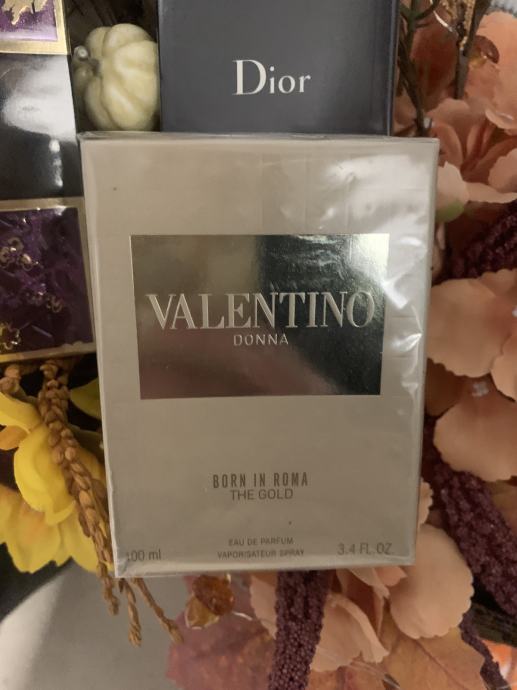 Dior
VALENTINO
DONNA
BORN IN ROMA
THE GOLD
EAU DE PARFUM
VAPORISATEUR SPRAY
100 ml
3.4 FL.OZ.